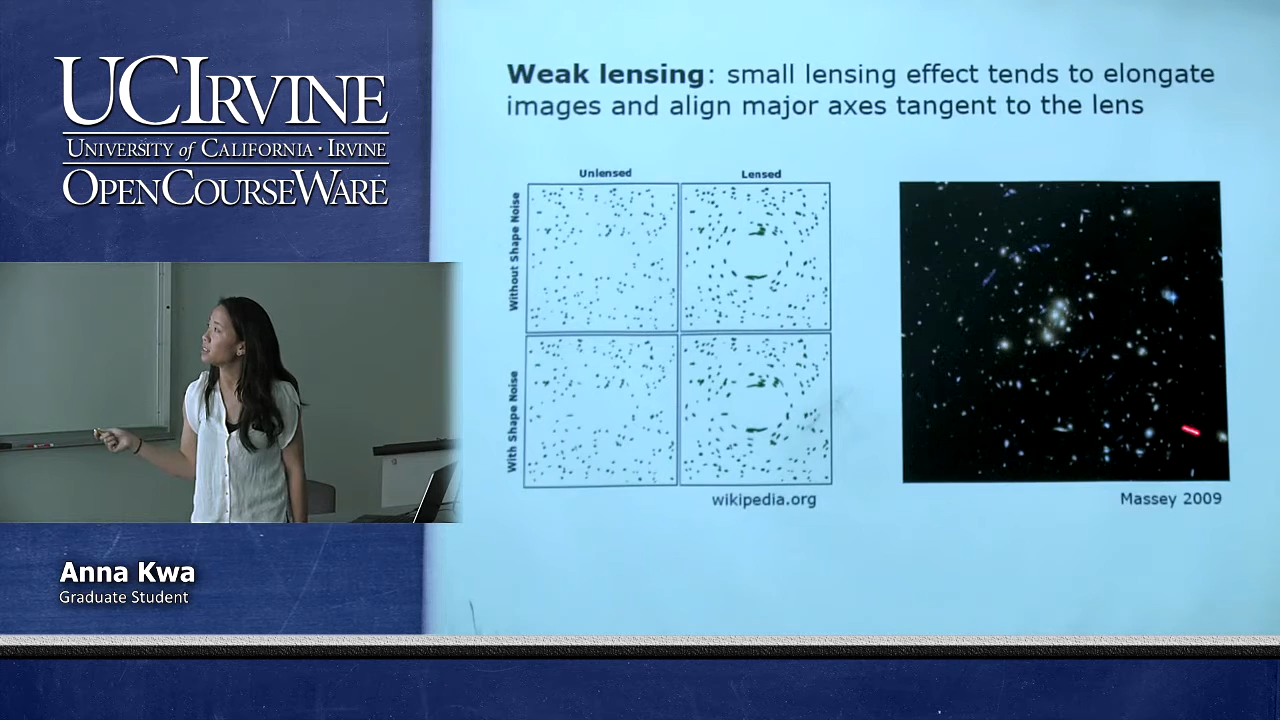 UCIRVINE
UNIVERSITY of CALIFORNIA · IRVINE
OPENCOURSEWARE
Weak lensing: small lensing effect tends to elongate
images and align major axes tangent to the lens
Unlensed
Lensed
Without Shape Noise
With Shape Noise
wikipedia.org
Massey 2009
Anna Kwa
Graduate Student